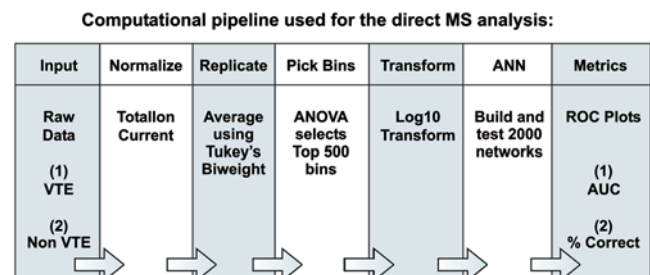 Computational pipeline used for the direct MS analysis:
Input Normalize Replicate Pick Bins Transform ANN Metrics
Raw Data
(1) VTE
(2) Non VTE
TotalIon Current
Average using Tukey's Biweight
ANOVA selects Top 500 bins
Log10 Transform
Build and test 2000 networks
ROC Plots
(1) AUC
(2) % Correct